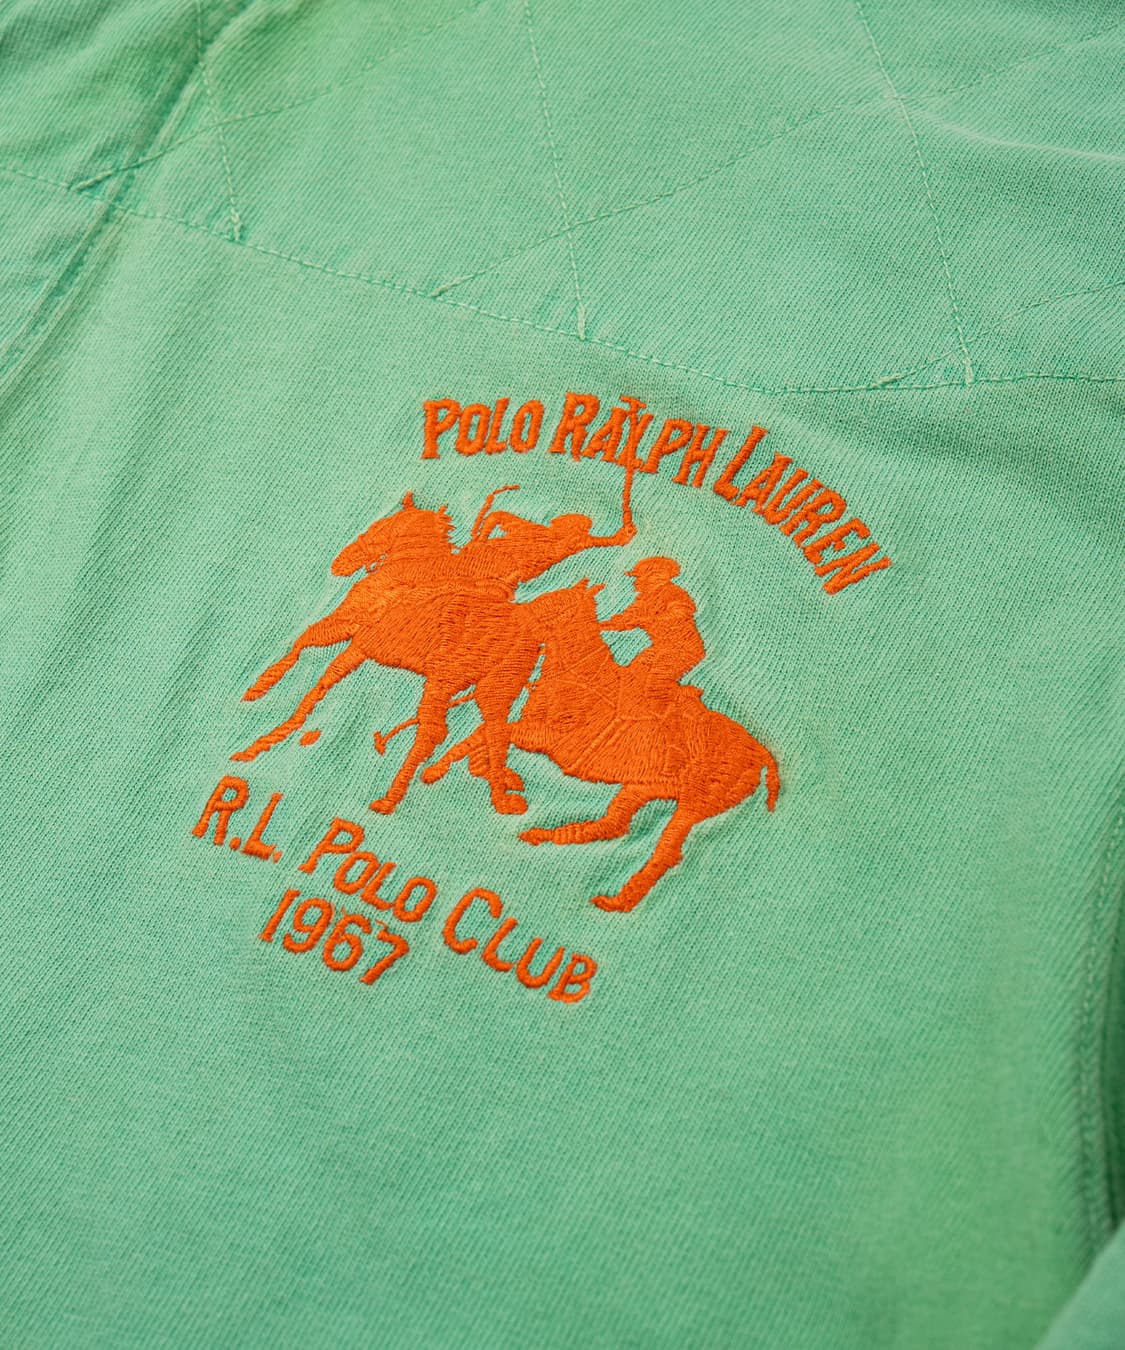 POLO RALPH LAUREN
R.L. POLO CLUB
1967